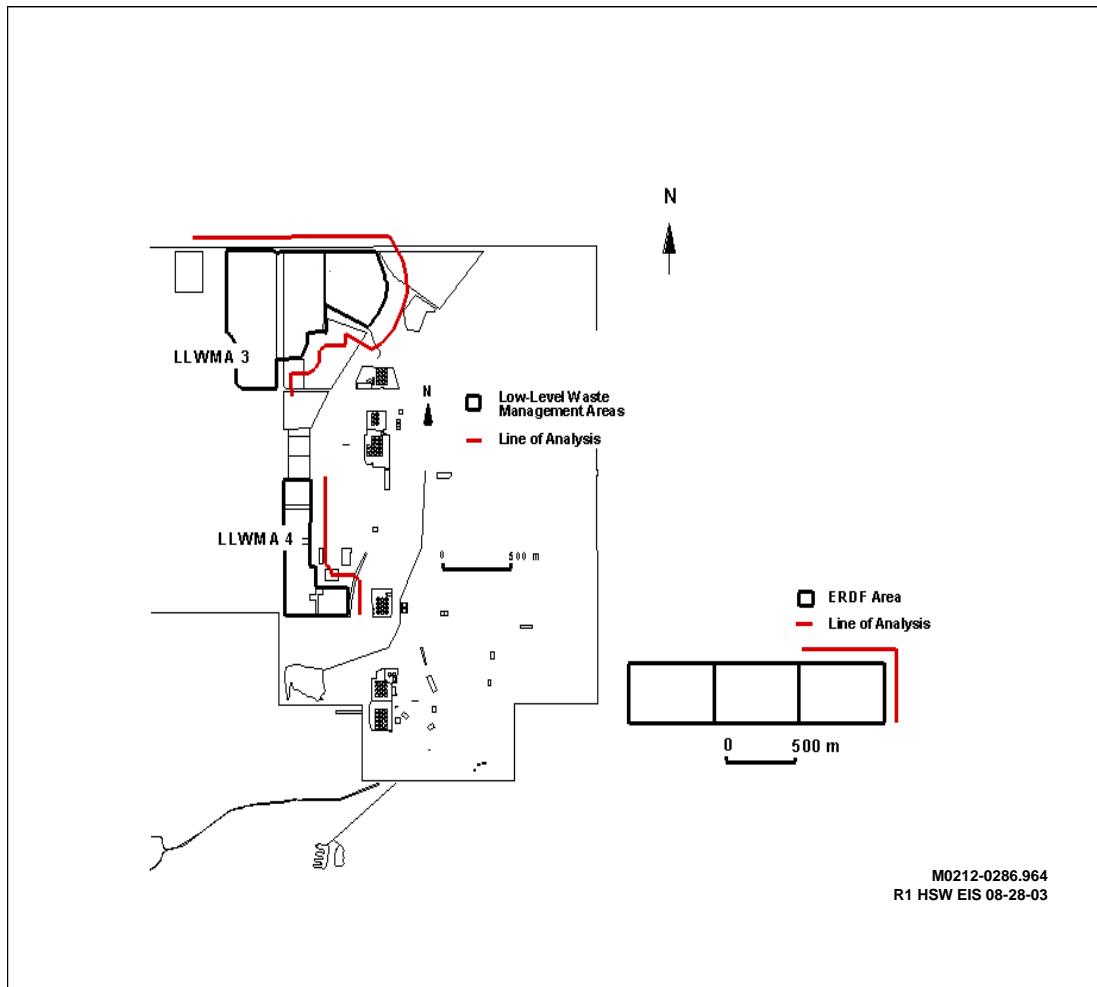 N
LLWMA 3
N
Low-Level Waste
Management Areas
Line of Analysis
LLWMA 4
0 500 m
ERDF Area
Line of Analysis
0 500 m
M0212-0286.964
R1 HSW EIS 08-28-03